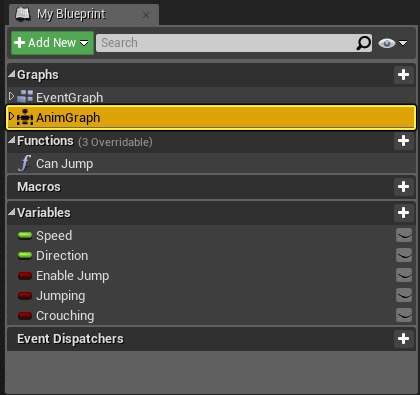 My Blueprint
Add New Search
Graphs
EventGraph
AnimGraph
Functions (3 Overridable)
Can Jump
Macros
Variables
Speed
Direction
Enable Jump
Jumping
Crouching
Event Dispatchers